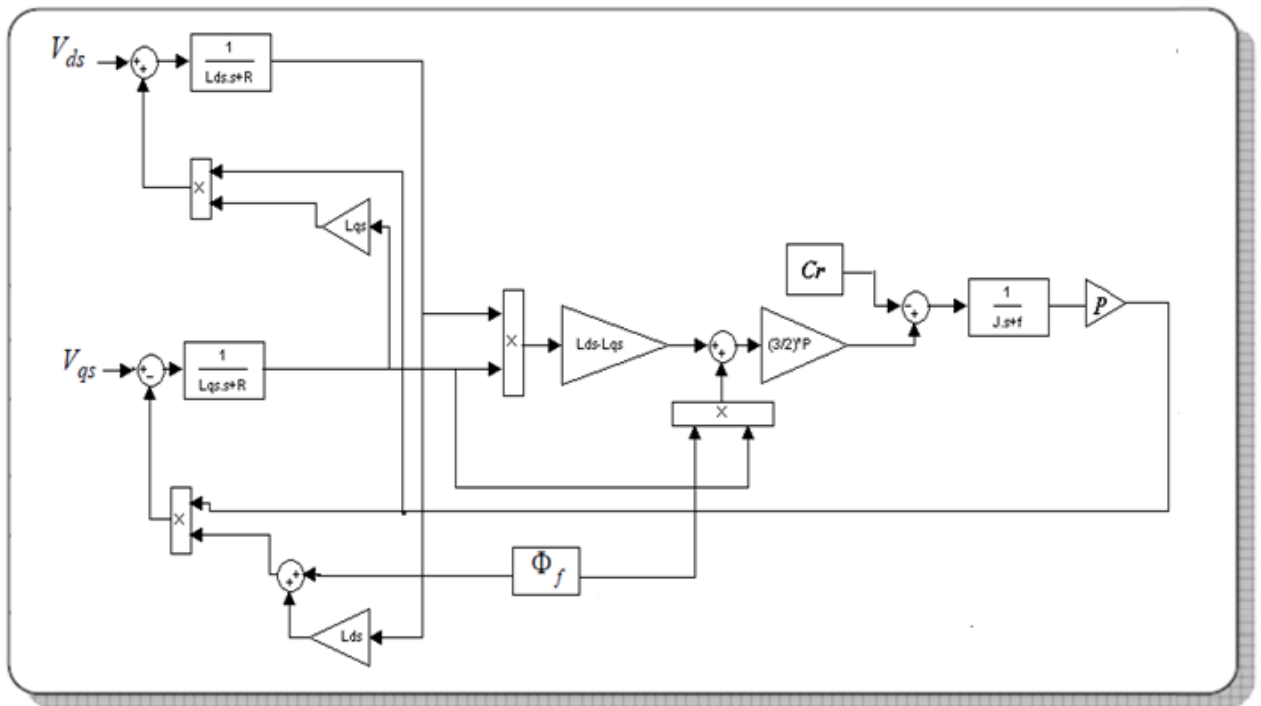 V_ds
+
+
1
Lds.s+R
×
Lqs
Cr
-
+
1
J.s+f
P
V_qs
+
-
1
Lqs.s+R
×
Lds-Lqs
+
+
(3/2)*P
×
×
Φ_f
+
+
Lds